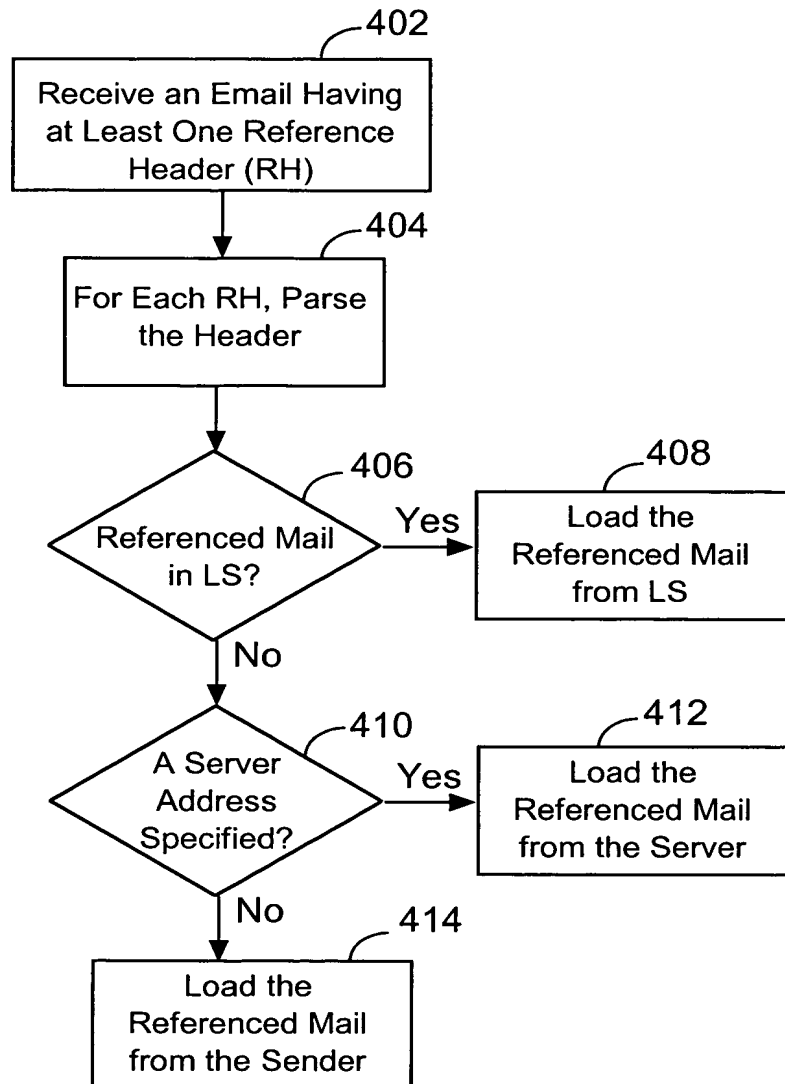 402
Receive an Email Having
at Least One Reference
Header (RH)
404
For Each RH, Parse
the Header
406
Referenced Mail
in LS?
Yes
408
Load the
Referenced Mail
from LS
No
410
A Server
Address
Specified?
Yes
412
Load the
Referenced Mail
from the Server
No
414
Load the
Referenced Mail
from the Sender